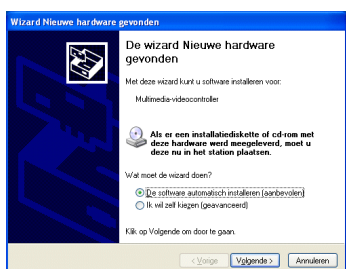 Wizard Nieuwe hardware gevonden
De wizard Nieuwe hardware
gevonden
Met deze wizard kunt u software installeren voor:
Multimedia-videocontroller
Als er een installatiediskette of cd-rom met
deze hardware werd meegeleverd, moet u
deze nu in het station plaatsen.
Wat moet de wizard doen?
De software automatisch installeren (aanbevolen)
Ik wil zelf kiezen (geavanceerd)
Klik op Volgende om door te gaan.
< Vorige
Volgende >
Annuleren